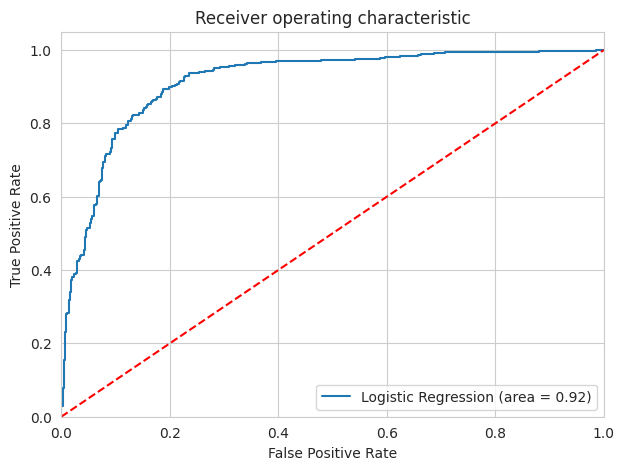 Receiver operating characteristic
True Positive Rate
1.0
0.8
0.6
0.4
0.2
0.0
Logistic Regression (area = 0.92)
0.0 0.2 0.4 0.6 0.8 1.0
False Positive Rate